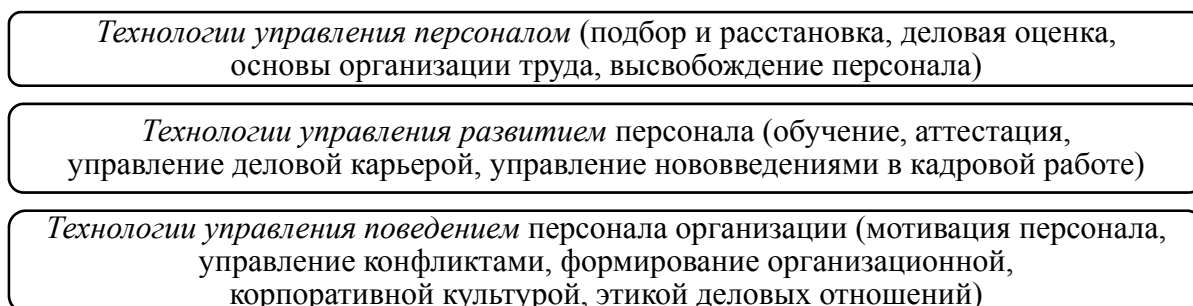 Технологии управления персоналом (подбор и расстановка, деловая оценка,
основы организации труда, высвобождение персонала)
Технологии управления развитием персонала (обучение, аттестация,
управление деловой карьерой, управление нововведениями в кадровой работе)
Технологии управления поведением персонала организации (мотивация персонала,
управление конфликтами, формирование организационной,
корпоративной культурой, этикой деловых отношений)